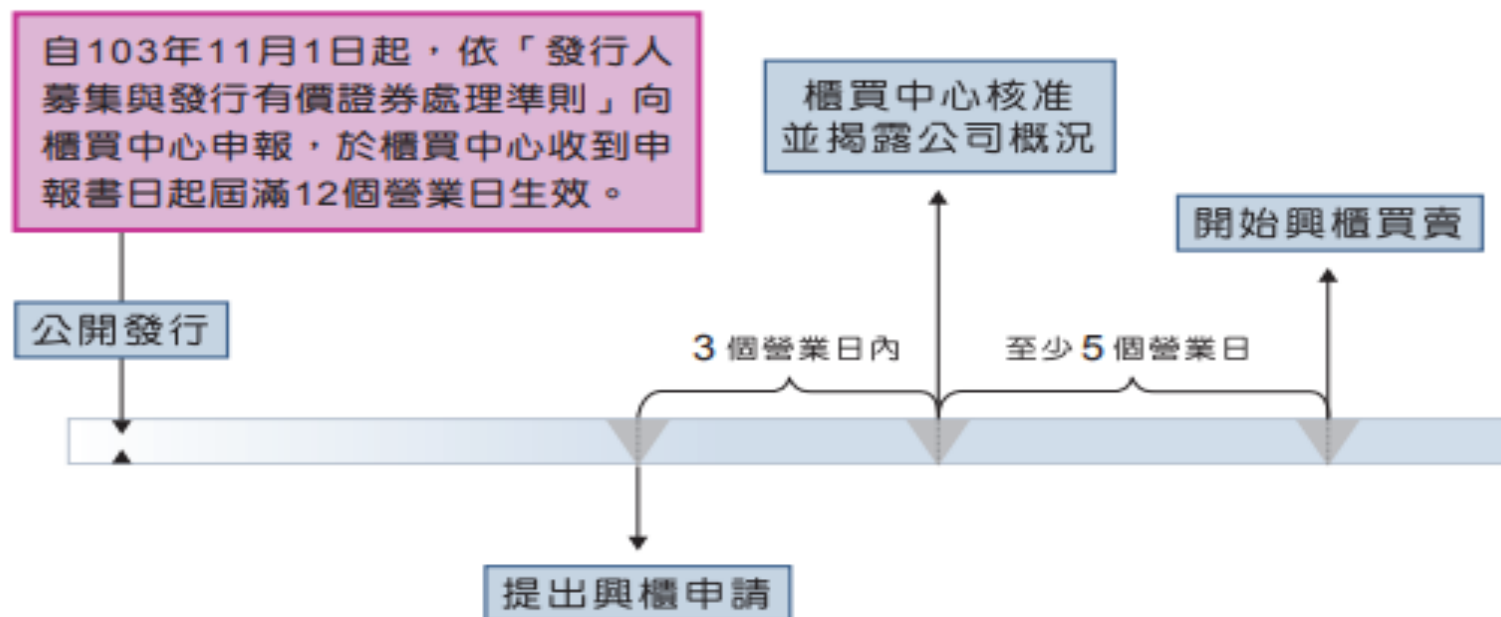 自103年11月1日起，依「發行人
募集與發行有價證券處理準則」向
櫃買中心申報，於櫃買中心收到申
報書日起屆滿12個營業日生效。
櫃買中心核准
並揭露公司概況
開始興櫃買賣
公開發行
3 個營業日內
至少 5 個營業日
提出興櫃申請